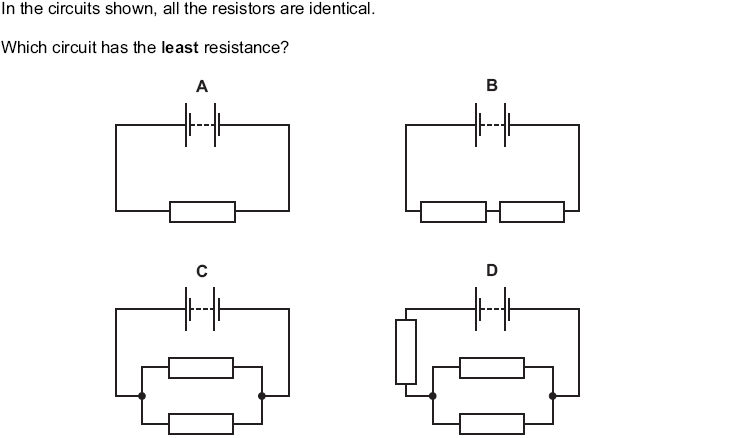 In the circuits shown, all the resistors are identical.
Which circuit has the least resistance?
A
B
C
D